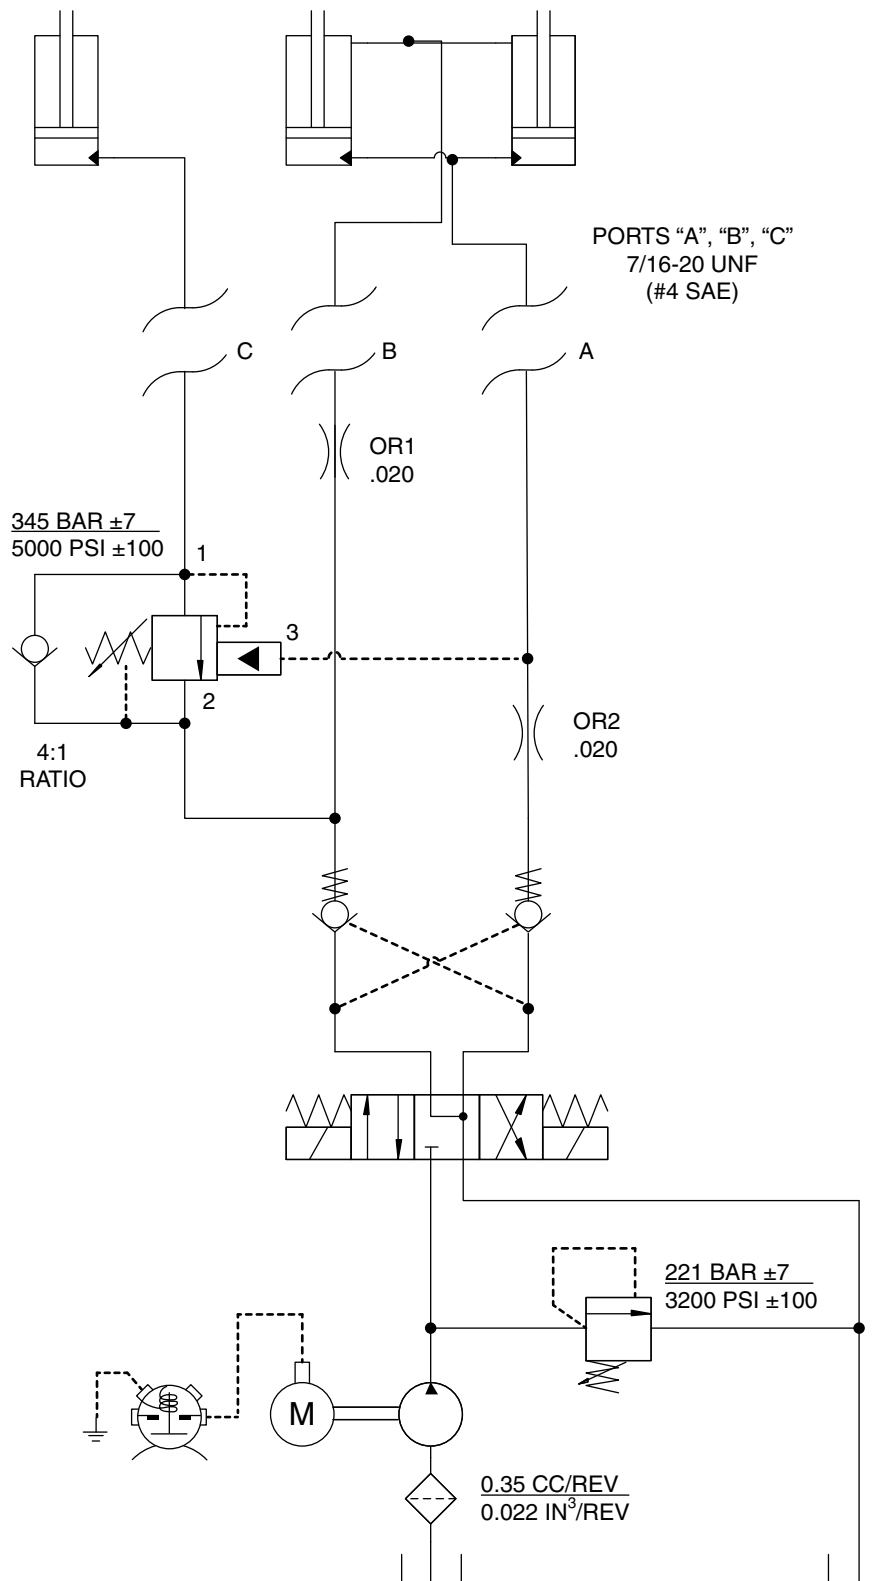 PORTS “A”, “B”, “C”
7/16-20 UNF
(#4 SAE)
C
B
A
OR1
.020
345 BAR ±7
5000 PSI ±100
1
3
2
4:1
RATIO
OR2
.020
221 BAR ±7
3200 PSI ±100
M
0.35 CC/REV
0.022 IN³/REV